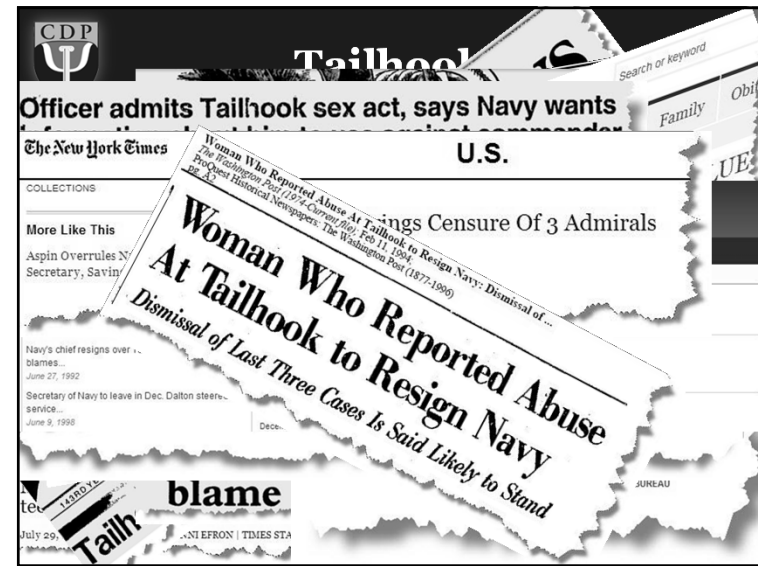 CDP
Tailhook
Search or keyword
Family
Obi
UE
Officer admits Tailhook sex act, says Navy wants
The New York Times
U.S.
COLLECTIONS
More Like This
Aspin Overrules N
Secretary, Savin
ings Censure Of 3 Admirals
Woman Who Reported Abuse At Tailhook to Resign Navy: Dismissal of ...
The Washington Post (1974-Current file); Feb 11, 1994;
ProQuest Historical Newspapers: The Washington Post (1877-1996)
pg. A2
Woman Who Reported Abuse
At Tailhook to Resign Navy
Dismissal of Last Three Cases Is Said Likely to Stand
Navy's chief resigns over
blames...
June 27, 1992
Secretary of Navy to leave in Dec. Dalton steere
service...
June 9, 1998
Dece
BUREAU
blame
143RD YE
Tailh
July 29,
NI EFRON | TIMES STA